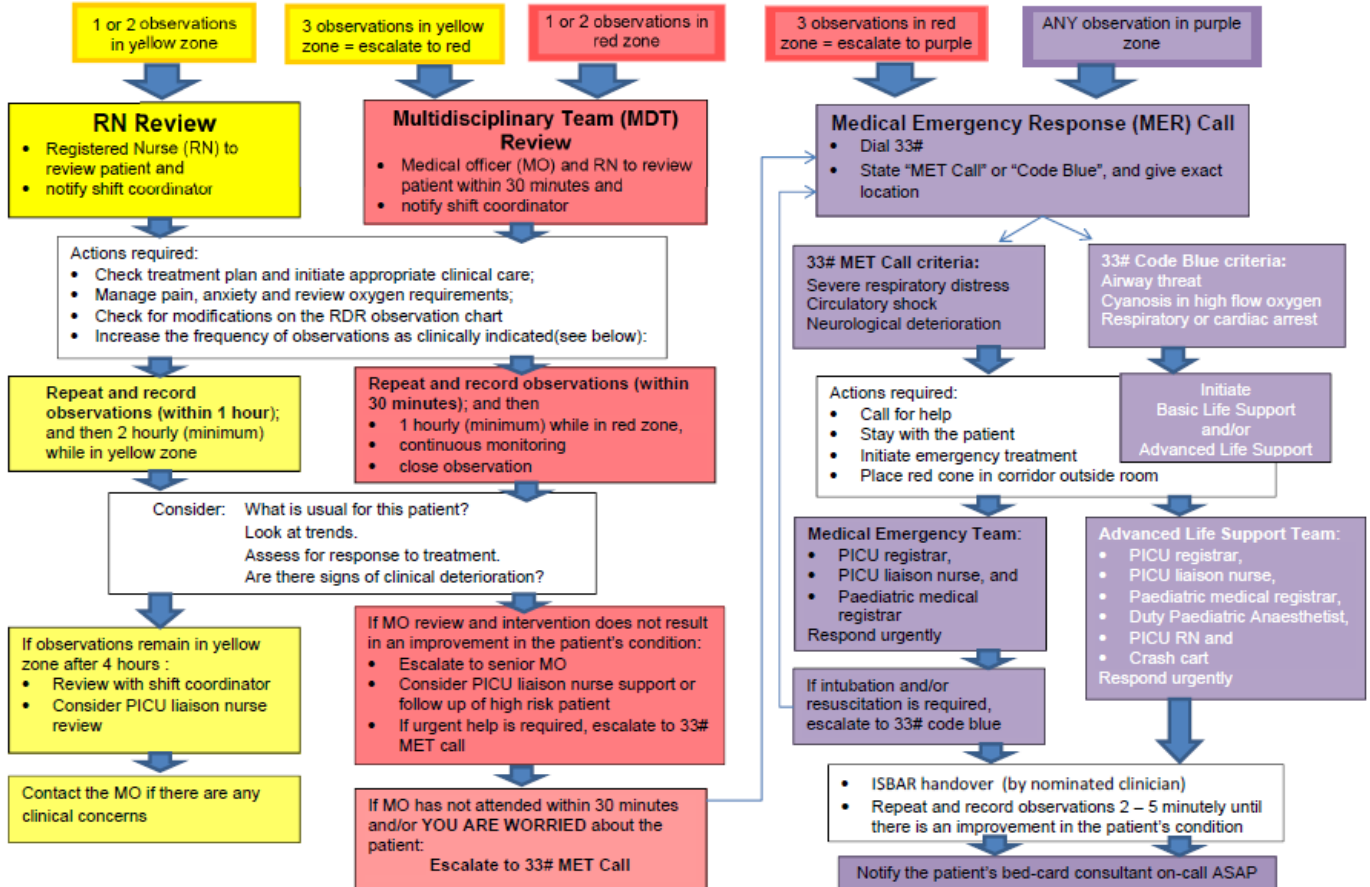 1 or 2 observations
in yellow zone
3 observations in yellow
zone = escalate to red
1 or 2 observations in
red zone
3 observations in red
zone = escalate to purple
ANY observation in purple
zone
RN Review
• Registered Nurse (RN) to
review patient and
• notify shift coordinator
Multidisciplinary Team (MDT)
Review
• Medical officer (MO) and RN to review
patient within 30 minutes and
• notify shift coordinator
Medical Emergency Response (MER) Call
• Dial 33#
• State “MET Call” or “Code Blue”, and give exact
location
Actions required:
• Check treatment plan and initiate appropriate clinical care;
• Manage pain, anxiety and review oxygen requirements;
• Check for modifications on the RDR observation chart
• Increase the frequency of observations as clinically indicated(see below):
33# MET Call criteria:
Severe respiratory distress
Circulatory shock
Neurological deterioration
33# Code Blue criteria:
Airway threat
Cyanosis in high flow oxygen
Respiratory or cardiac arrest
Repeat and record
observations (within 1 hour);
and then 2 hourly (minimum)
while in yellow zone
Repeat and record observations (within
30 minutes); and then
• 1 hourly (minimum) while in red zone,
• continuous monitoring
• close observation
Actions required:
• Call for help
• Stay with the patient
• Initiate emergency treatment
• Place red cone in corridor outside room
Initiate
Basic Life Support
and/or
Advanced Life Support
Consider: What is usual for this patient?
Look at trends.
Assess for response to treatment.
Are there signs of clinical deterioration?
Medical Emergency Team:
• PICU registrar,
• PICU liaison nurse, and
• Paediatric medical
registrar
Respond urgently
Advanced Life Support Team:
• PICU registrar,
• PICU liaison nurse,
• Paediatric medical registrar,
• Duty Paediatric Anaesthetist,
• PICU RN and
• Crash cart
Respond urgently
If observations remain in yellow
zone after 4 hours :
• Review with shift coordinator
• Consider PICU liaison nurse
review
If MO review and intervention does not result
in an improvement in the patient’s condition:
• Escalate to senior MO
• Consider PICU liaison nurse support or
follow up of high risk patient
• If urgent help is required, escalate to 33#
MET call
If intubation and/or
resuscitation is required,
escalate to 33# code blue
Contact the MO if there are any
clinical concerns
If MO has not attended within 30 minutes
and/or YOU ARE WORRIED about the
patient:
Escalate to 33# MET Call
• ISBAR handover (by nominated clinician)
• Repeat and record observations 2 – 5 minutely until
there is an improvement in the patient’s condition
Notify the patient’s bed-card consultant on-call ASAP